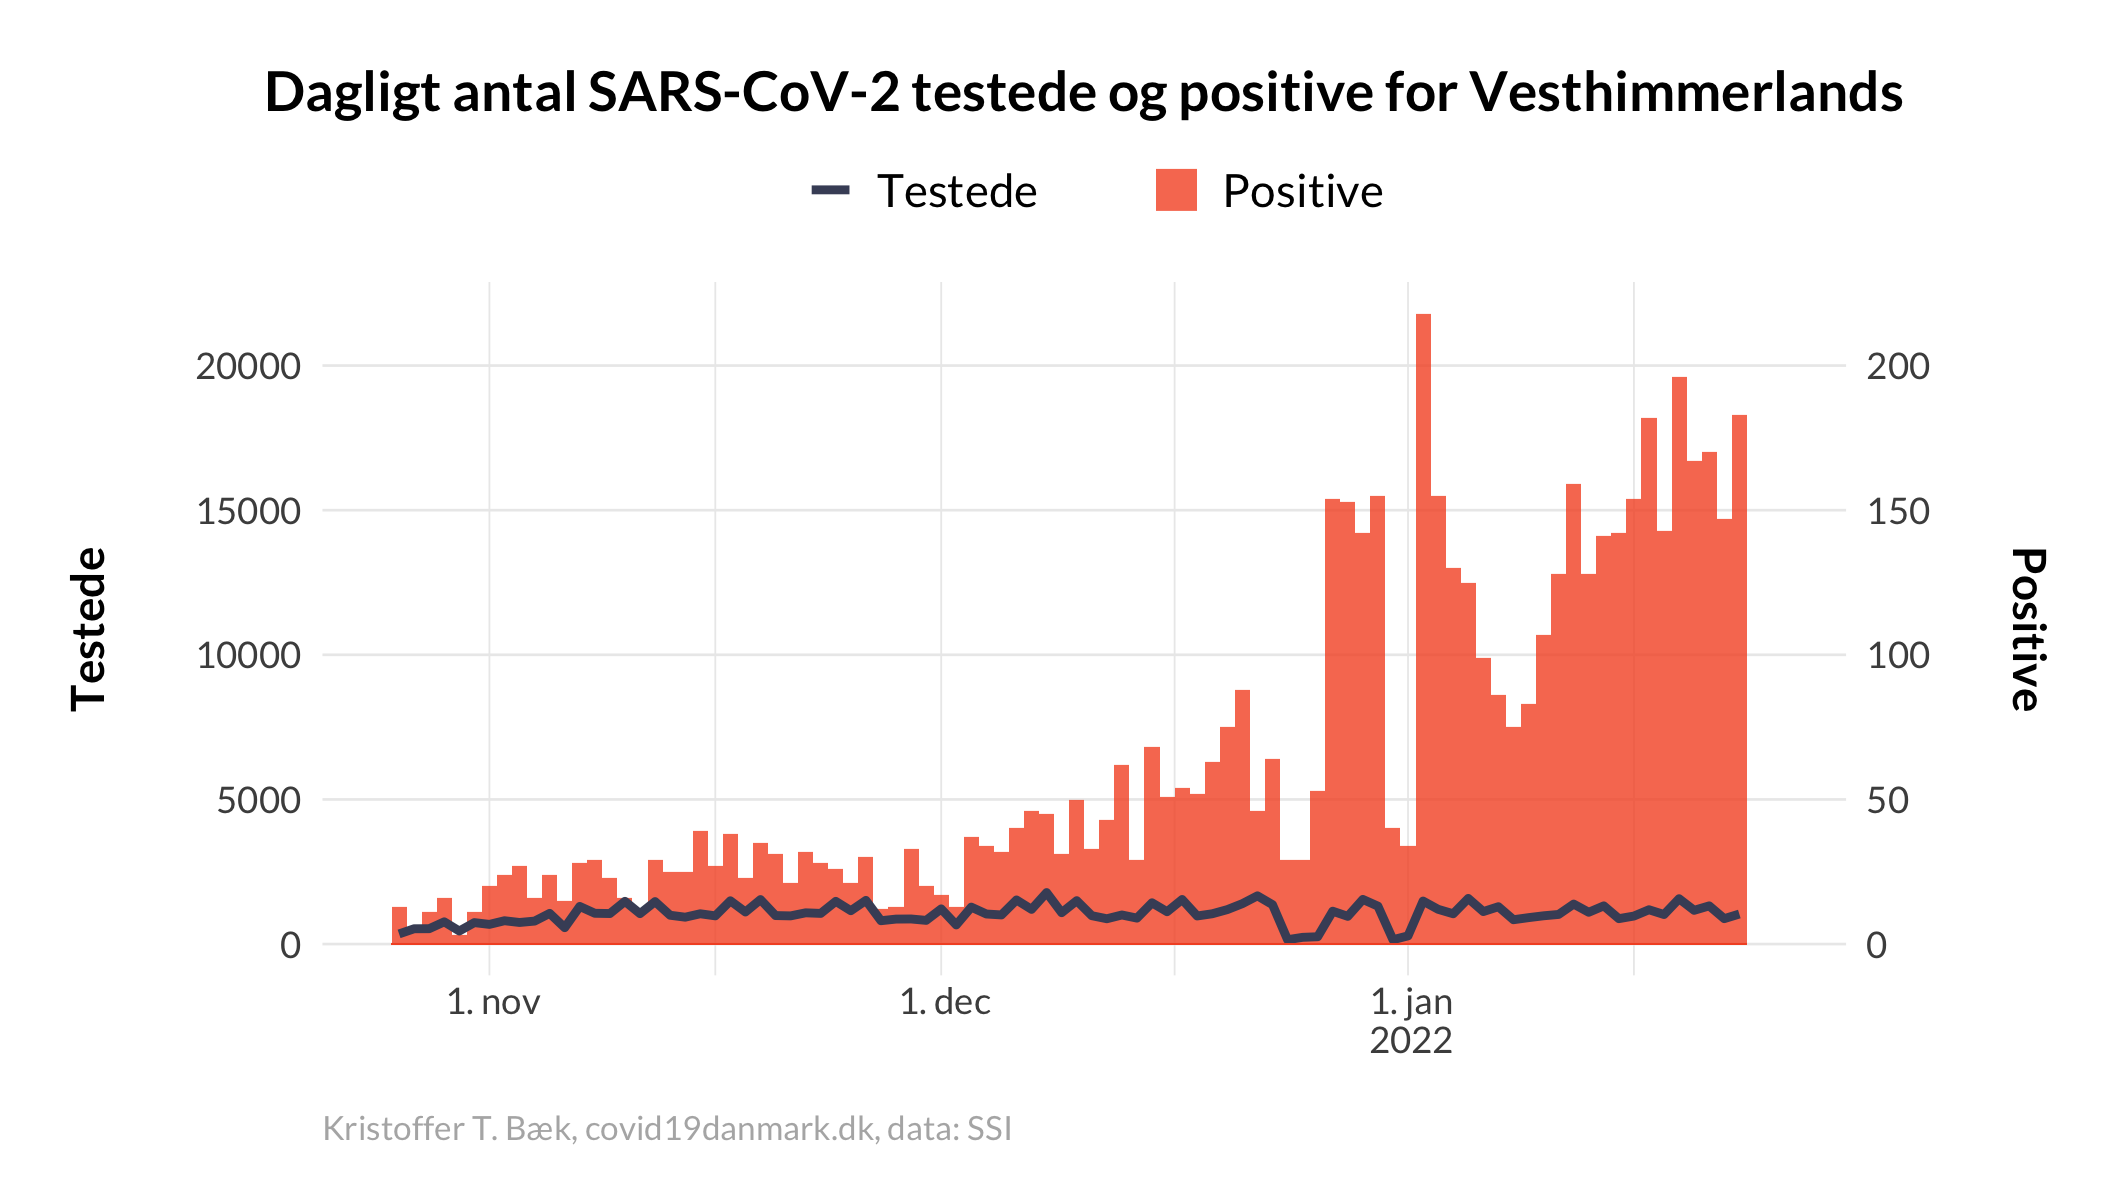 Dagligt antal SARS-CoV-2 testede og positive for Vesthimmerlands
Testede
Positive
20000
15000
10000
5000
0
Testede
200
150
100
50
0
Positive
1. nov
1. dec
1. jan
2022
Kristoffer T. Bæk, covid19danmark.dk, data: SSI